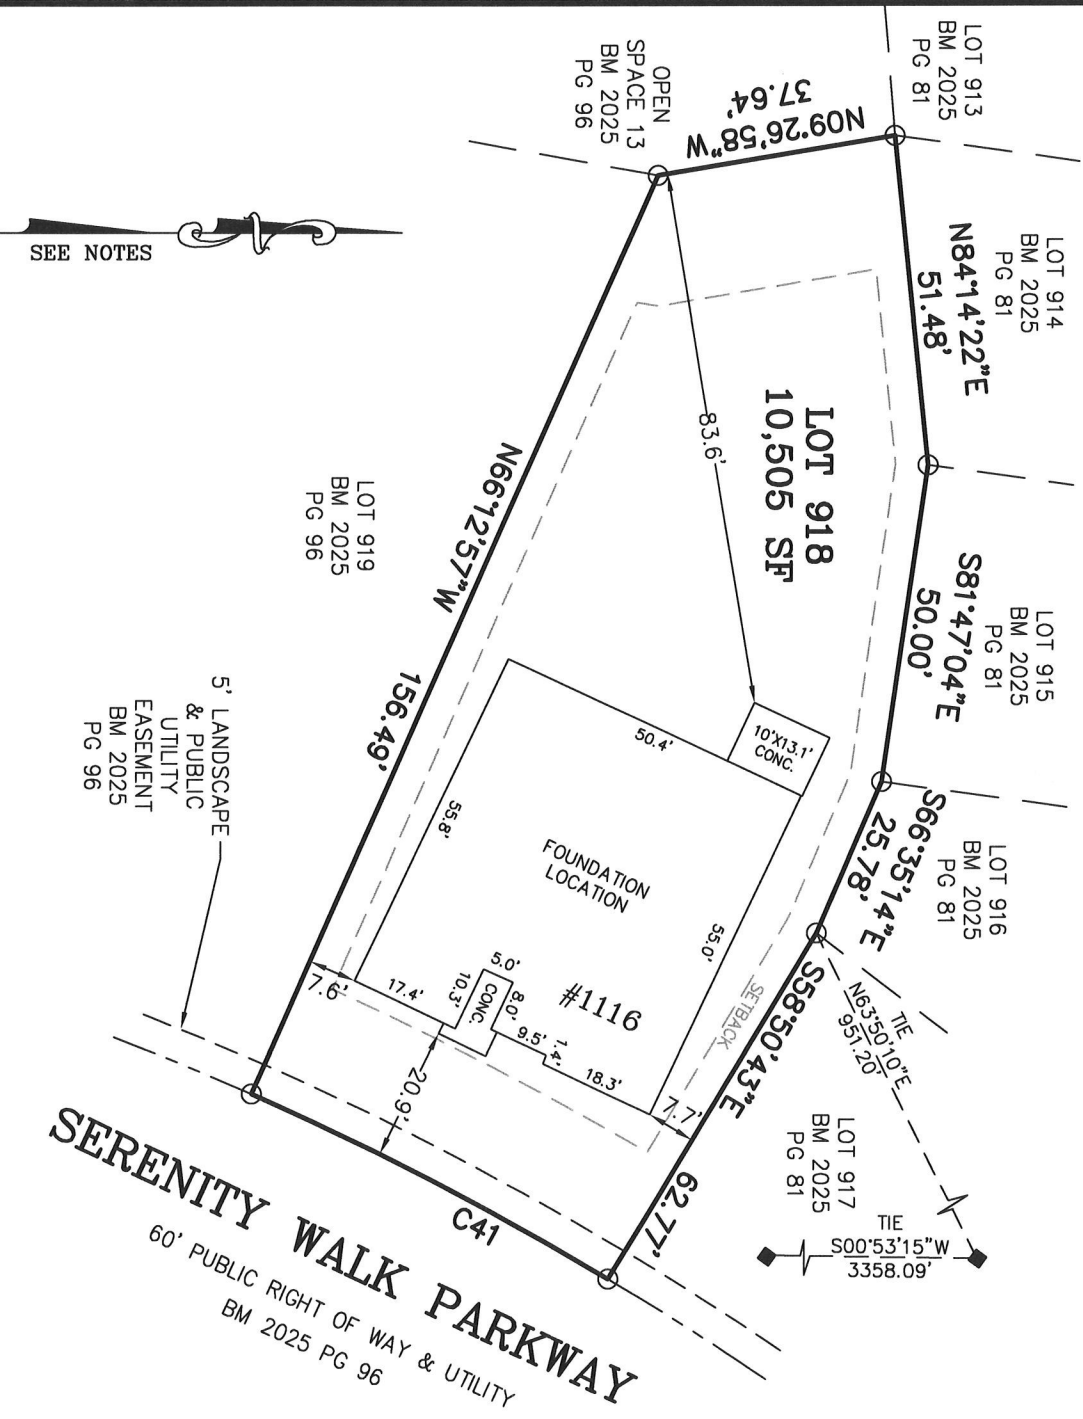 LOT 913
BM 2025
PG 81
OPEN
SPACE 13
BM 2025
PG 96
N09°26'58"W
37.64'
SEE NOTES
LOT 914
BM 2025
PG 81
N84°14'22"E
51.48'
LOT 918
10,505 SF
83.6'
LOT 915
BM 2025
PG 81
S81°47'04"E
50.00'
LOT 919
BM 2025
PG 96
N66°12'57"W
156.49'
10'X13.1'
CONC.
50.4'
55.8'
FOUNDATION
LOCATION
55.0'
#1116
LOT 916
BM 2025
PG 81
S66°35'14"E
25.78'
5' LANDSCAPE
& PUBLIC
UTILITY
EASEMENT
BM 2025
PG 96
7.6'
17.4'
5.0'
10.3'
CONC.
8.0'
9.5'
1.4'
18.3'
7.7'
20.9'
SETBACK
S58°50'43"E
62.77'
TIE
N63°50'10"E
951.20'
LOT 917
BM 2025
PG 81
TIE
S00°53'15"W
3358.09'
C41
SERENITY WALK PARKWAY
60' PUBLIC RIGHT OF WAY & UTILITY
BM 2025 PG 96